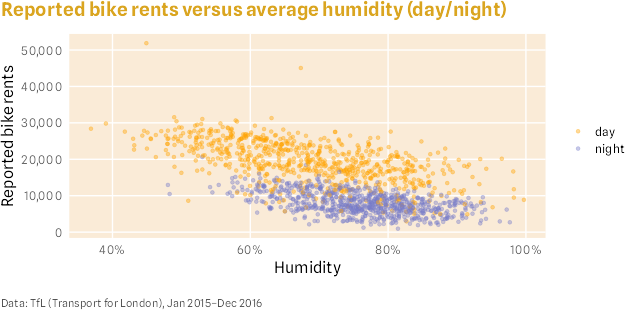 Reported bike rents versus average humidity (day/night)
50,000
40,000
30,000
20,000
10,000
0
Reported bike rents
40%
60%
80%
100%
Humidity
day
night
Data: TfL (Transport for London), Jan 2015–Dec 2016